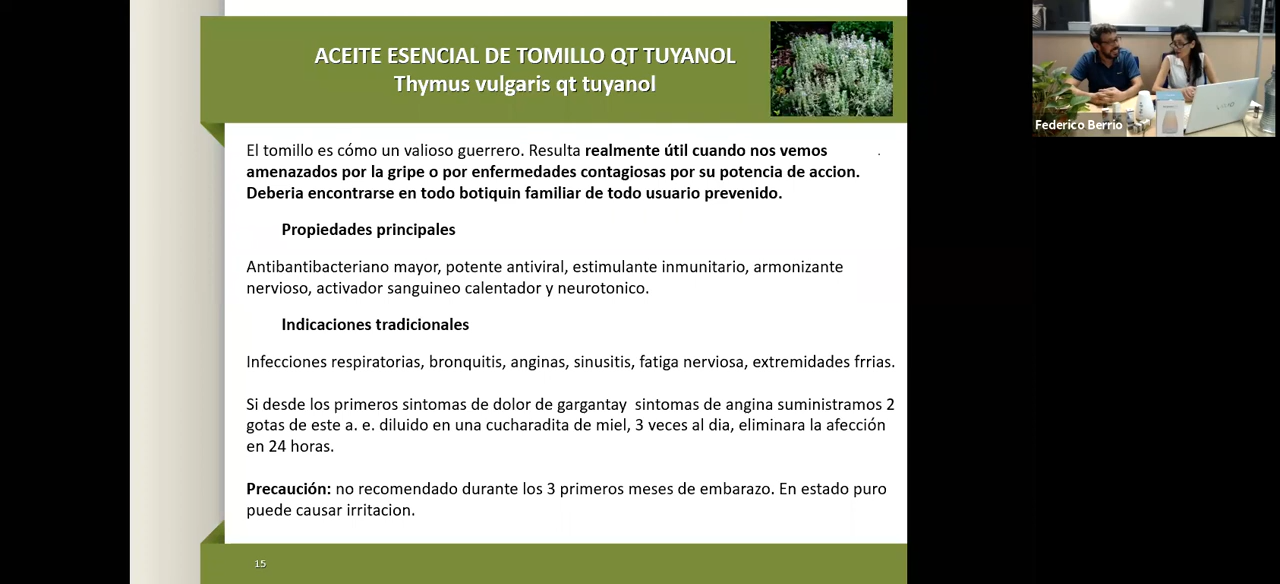 ACEITE ESENCIAL DE TOMILLO QT TUYANOL
Thymus vulgaris qt tuyanol
El tomillo es cómo un valioso guerrero. Resulta realmente útil cuando nos vemos
amenazados por la gripe o por enfermedades contagiosas por su potencia de accion.
Deberia encontrarse en todo botiquin familiar de todo usuario prevenido.
Propiedades principales
Antibantibacteriano mayor, potente antiviral, estimulante inmunitario, armonizante
nervioso, activador sanguineo calentador y neurotonico.
Indicaciones tradicionales
Infecciones respiratorias, bronquitis, anginas, sinusitis, fatiga nerviosa, extremidades frrias.
Si desde los primeros sintomas de dolor de gargantay  sintomas de angina suministramos 2
gotas de este a. e. diluido en una cucharadita de miel, 3 veces al dia, eliminara la afección
en 24 horas.
Precaución: no recomendado durante los 3 primeros meses de embarazo. En estado puro
puede causar irritacion.
15
Federico Berrio